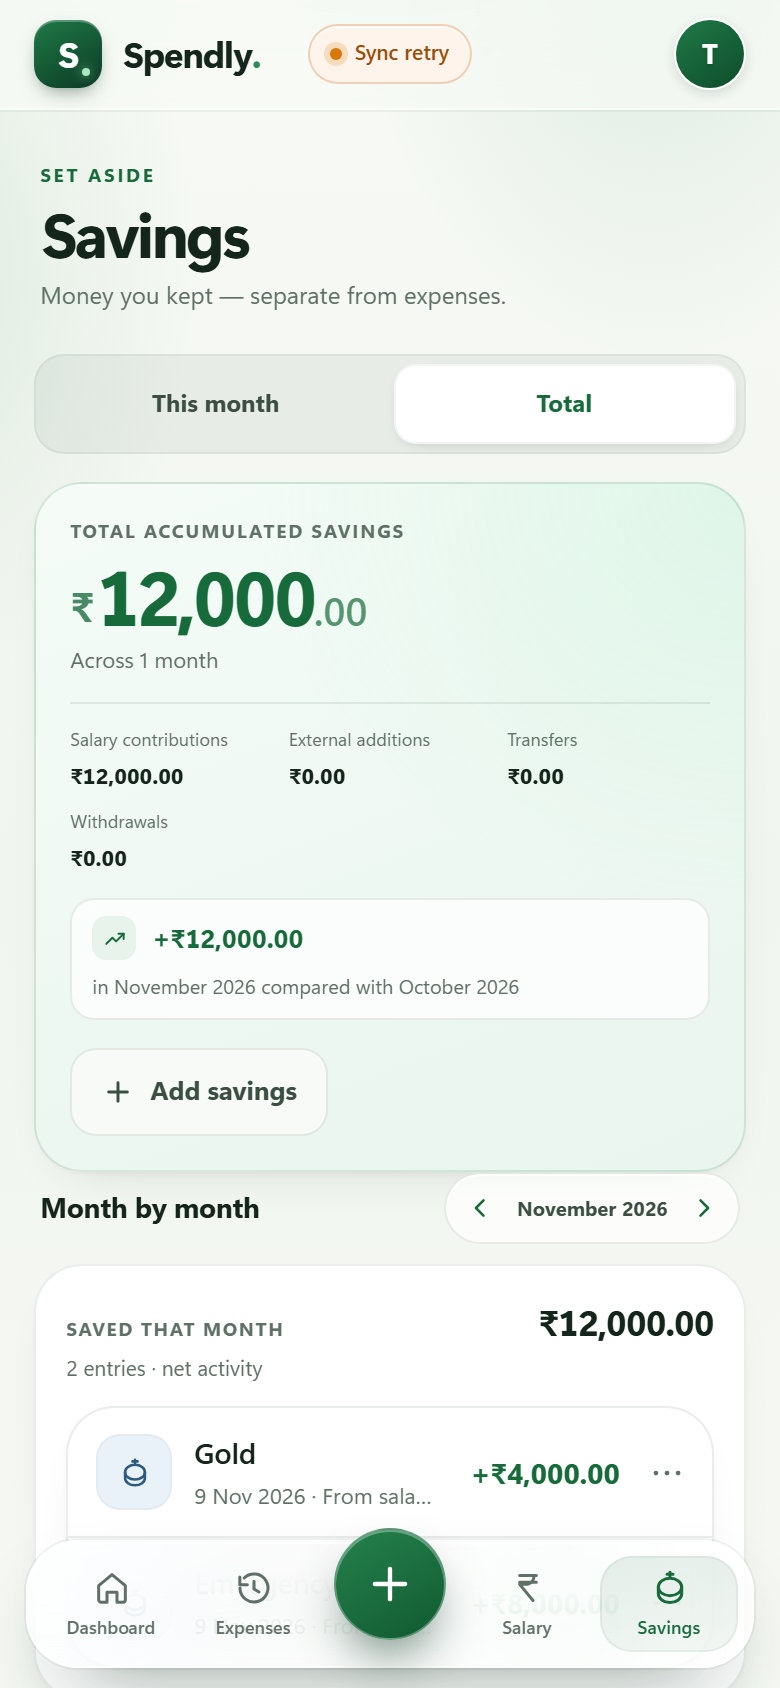 S.
Spendly.
Sync retry
T
SET ASIDE
Savings
Money you kept — separate from expenses.
This month
Total
TOTAL ACCUMULATED SAVINGS
₹12,000.00
Across 1 month
Salary contributions
₹12,000.00
External additions
₹0.00
Transfers
₹0.00
Withdrawals
₹0.00
+₹12,000.00
in November 2026 compared with October 2026
Add savings
Month by month
November 2026
SAVED THAT MONTH
₹12,000.00
2 entries · net activity
Gold
9 Nov 2026 · From sala...
+₹4,000.00
Emergency
+₹8,000.00
Dashboard
Expenses
Salary
Savings